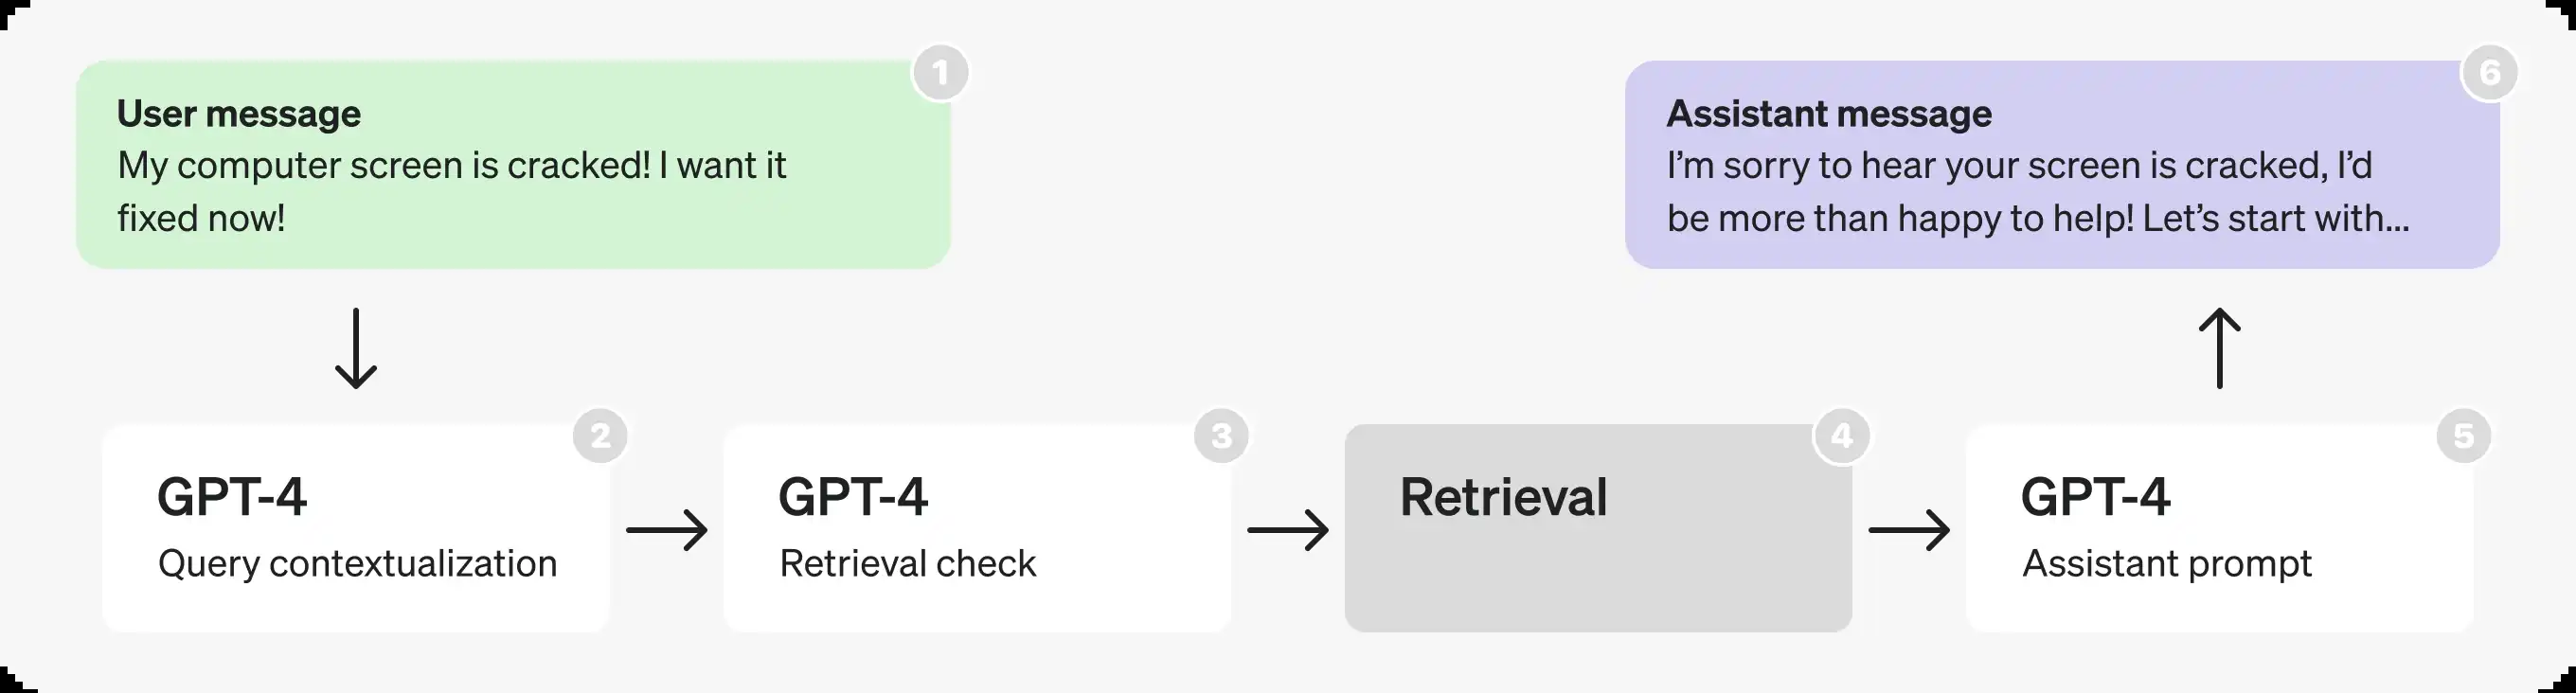 1
User message
My computer screen is cracked! I want it
fixed now!
6
Assistant message
I’m sorry to hear your screen is cracked, I’d
be more than happy to help! Let’s start with...
2
GPT-4
Query contextualization
3
GPT-4
Retrieval check
4
Retrieval
5
GPT-4
Assistant prompt